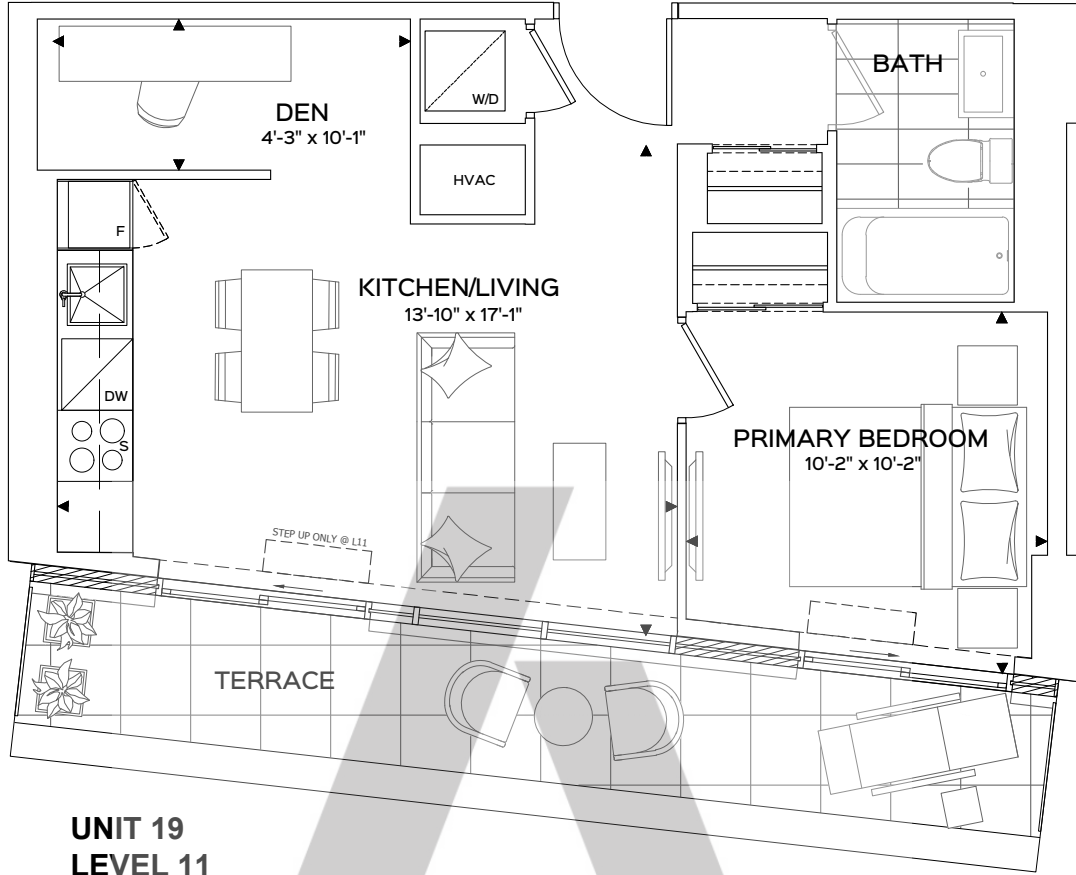 BATH
W/D
DEN
4'-3" x 10'-1"
HVAC
F
KITCHEN/LIVING
13'-10" x 17'-1"
DW
S
PRIMARY BEDROOM
10'-2" x 10'-2"
STEP UP ONLY @ L11
TERRACE
UNIT 19
LEVEL 11